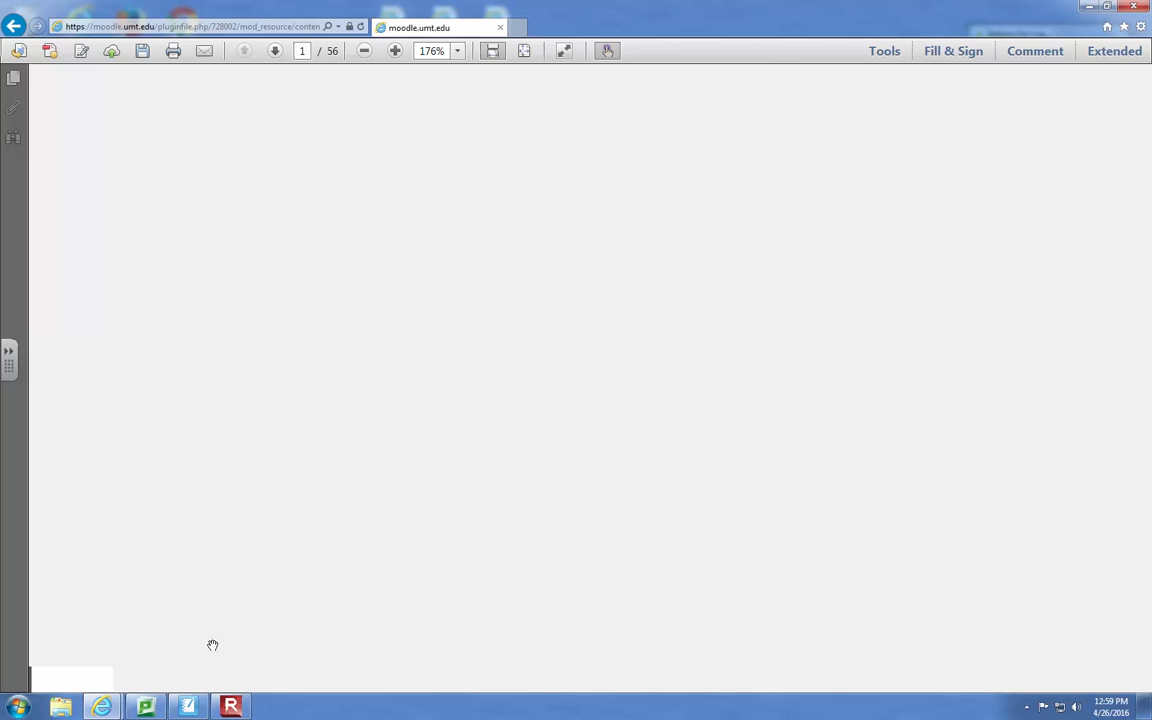 https://moodle.umt.edu/pluginfile.php/728002/mod_resource/conten
moodle.umt.edu
1 / 56
176%
Tools
Fill & Sign
Comment
Extended
12:59 PM
4/26/2016